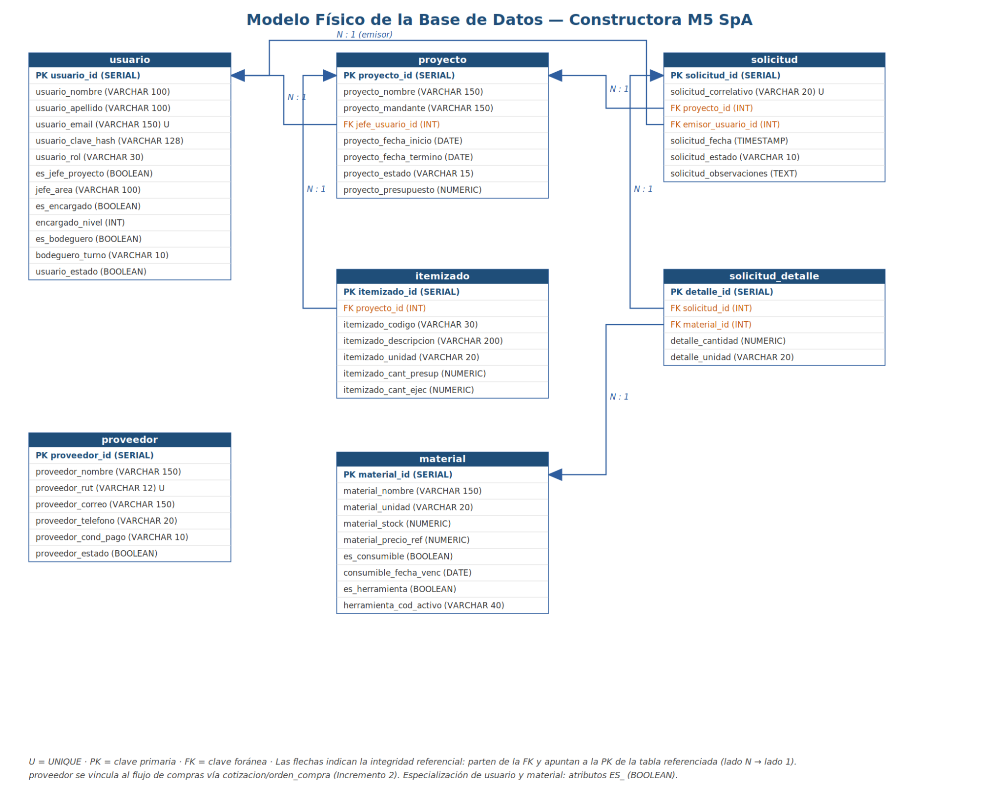 Modelo Físico de la Base de Datos — Constructora M5 SpA
N : 1 (emisor)
usuario
PK usuario_id (SERIAL)
usuario_nombre (VARCHAR 100)
usuario_apellido (VARCHAR 100)
usuario_email (VARCHAR 150) U
usuario_clave_hash (VARCHAR 128)
usuario_rol (VARCHAR 30)
es_jefe_proyecto (BOOLEAN)
jefe_area (VARCHAR 100)
es_encargado (BOOLEAN)
encargado_nivel (INT)
es_bodeguero (BOOLEAN)
bodeguero_turno (VARCHAR 10)
usuario_estado (BOOLEAN)
N : 1
N : 1
proyecto
PK proyecto_id (SERIAL)
proyecto_nombre (VARCHAR 150)
proyecto_mandante (VARCHAR 150)
FK jefe_usuario_id (INT)
proyecto_fecha_inicio (DATE)
proyecto_fecha_termino (DATE)
proyecto_estado (VARCHAR 15)
proyecto_presupuesto (NUMERIC)
N : 1
N : 1
solicitud
PK solicitud_id (SERIAL)
solicitud_correlativo (VARCHAR 20) U
FK proyecto_id (INT)
FK emisor_usuario_id (INT)
solicitud_fecha (TIMESTAMP)
solicitud_estado (VARCHAR 10)
solicitud_observaciones (TEXT)
itemizado
PK itemizado_id (SERIAL)
FK proyecto_id (INT)
itemizado_codigo (VARCHAR 30)
itemizado_descripcion (VARCHAR 200)
itemizado_unidad (VARCHAR 20)
itemizado_cant_presup (NUMERIC)
itemizado_cant_ejec (NUMERIC)
solicitud_detalle
PK detalle_id (SERIAL)
FK solicitud_id (INT)
FK material_id (INT)
detalle_cantidad (NUMERIC)
detalle_unidad (VARCHAR 20)
N : 1
proveedor
PK proveedor_id (SERIAL)
proveedor_nombre (VARCHAR 150)
proveedor_rut (VARCHAR 12) U
proveedor_correo (VARCHAR 150)
proveedor_telefono (VARCHAR 20)
proveedor_cond_pago (VARCHAR 10)
proveedor_estado (BOOLEAN)
material
PK material_id (SERIAL)
material_nombre (VARCHAR 150)
material_unidad (VARCHAR 20)
material_stock (NUMERIC)
material_precio_ref (NUMERIC)
es_consumible (BOOLEAN)
consumible_fecha_venc (DATE)
es_herramienta (BOOLEAN)
herramienta_cod_activo (VARCHAR 40)
U = UNIQUE · PK = clave primaria · FK = clave foránea · Las flechas indican la integridad referencial: parten de la FK y apuntan a la PK de la tabla referenciada (lado N → lado 1).
proveedor se vincula al flujo de compras vía cotizacion/orden_compra (Incremento 2). Especialización de usuario y material: atributos ES_ (BOOLEAN).